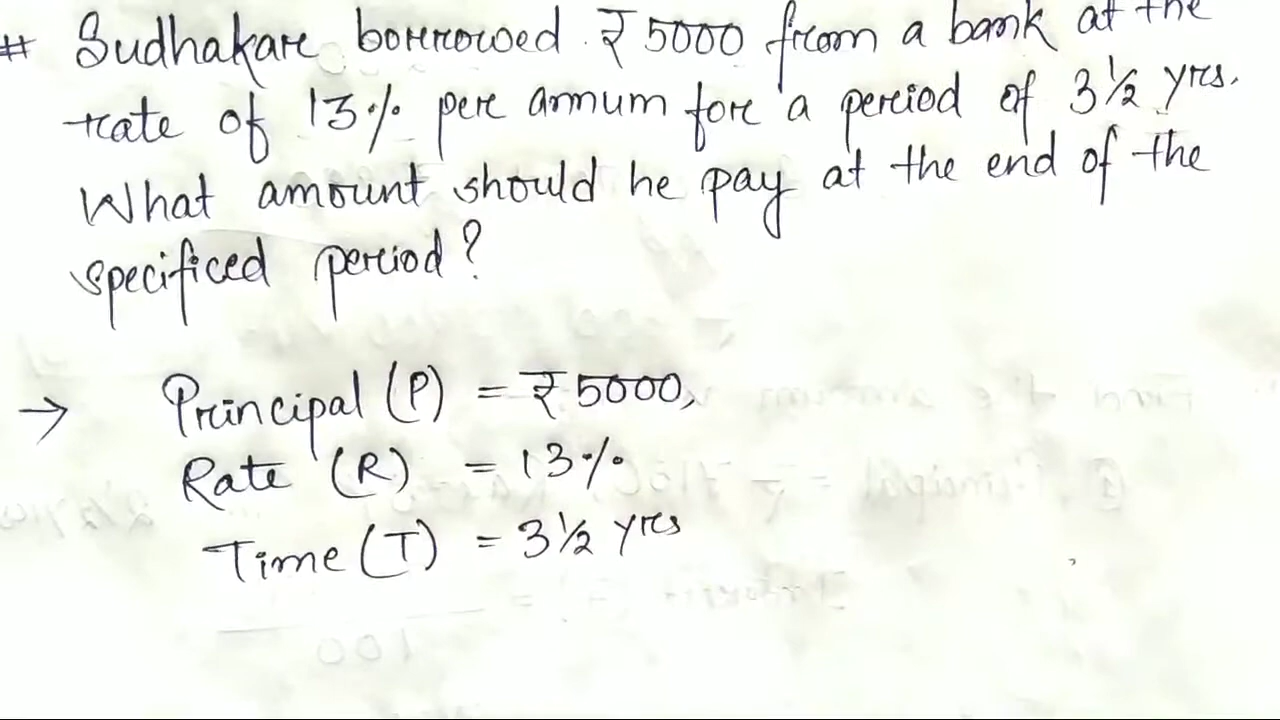 # Sudhakar borrowed ₹5000 from a bank at the
rate of 13% per annum for a period of 3½ yrs.
What amount should he pay at the end of the
specificed period?
→ Principal (P) = ₹5000,
Rate (R) = 13%
Time (T) = 3½ yrs